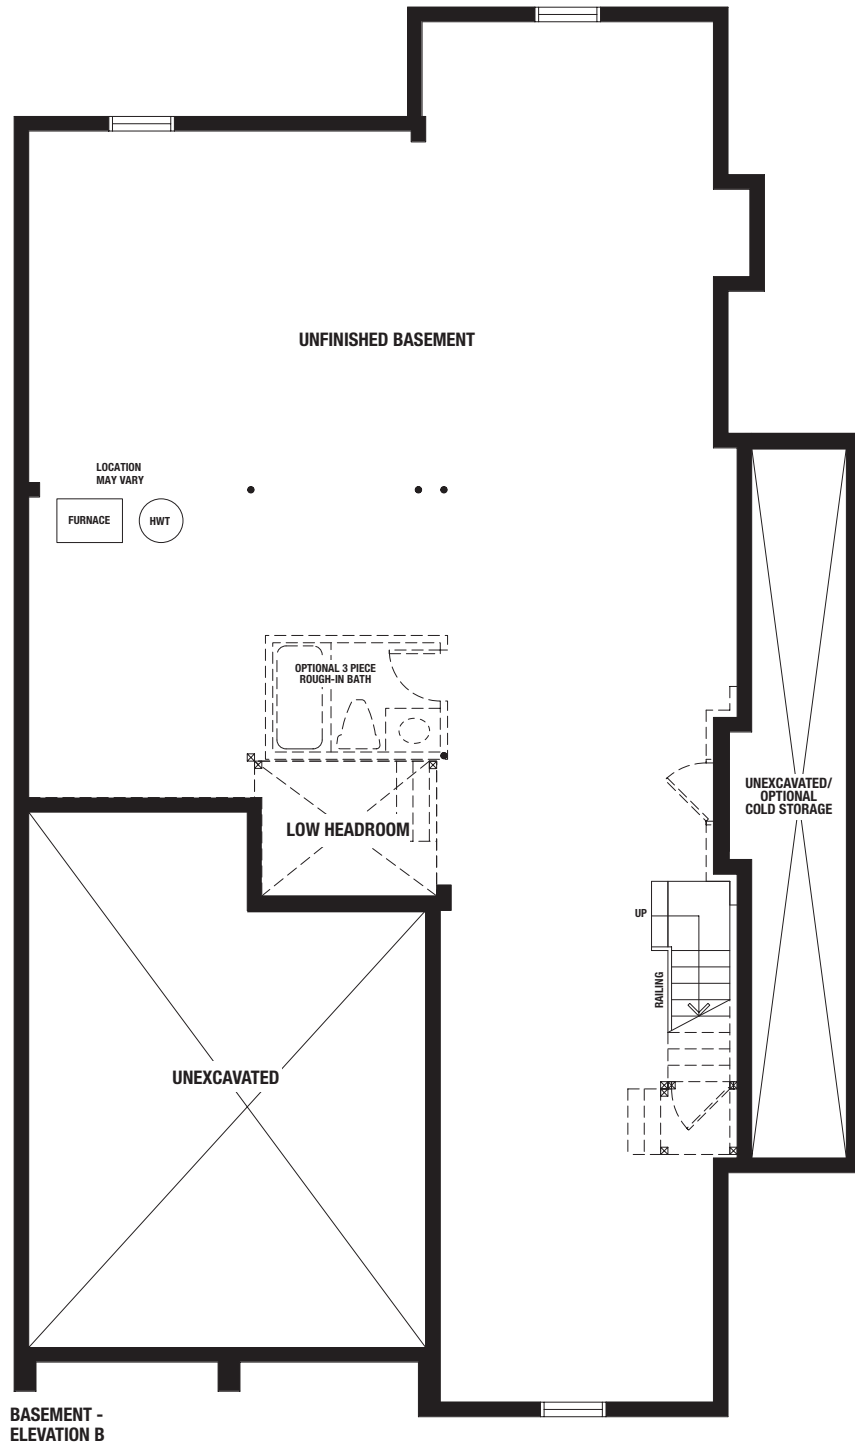 UNFINISHED BASEMENT
LOCATION
MAY VARY
FURNACE
HWT
OPTIONAL 3 PIECE
ROUGH-IN BATH
UNEXCAVATED/
OPTIONAL
COLD STORAGE
LOW HEADROOM
UP
RAILING
UNEXCAVATED
BASEMENT -
ELEVATION B